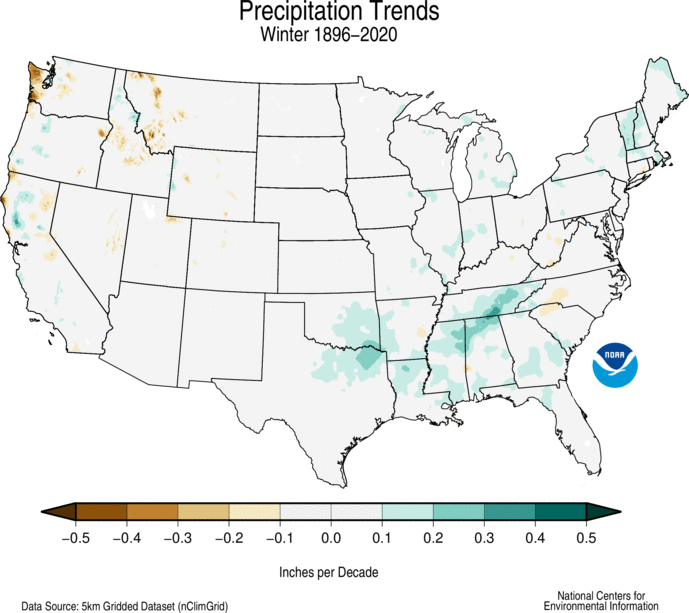 Precipitation Trends
Winter 1896–2020
NOAA
−0.5 −0.4 −0.3 −0.2 −0.1 0.0 0.1 0.2 0.3 0.4 0.5
Inches per Decade
National Centers for
Data Source: 5km Gridded Dataset (nClimGrid) Environmental Information